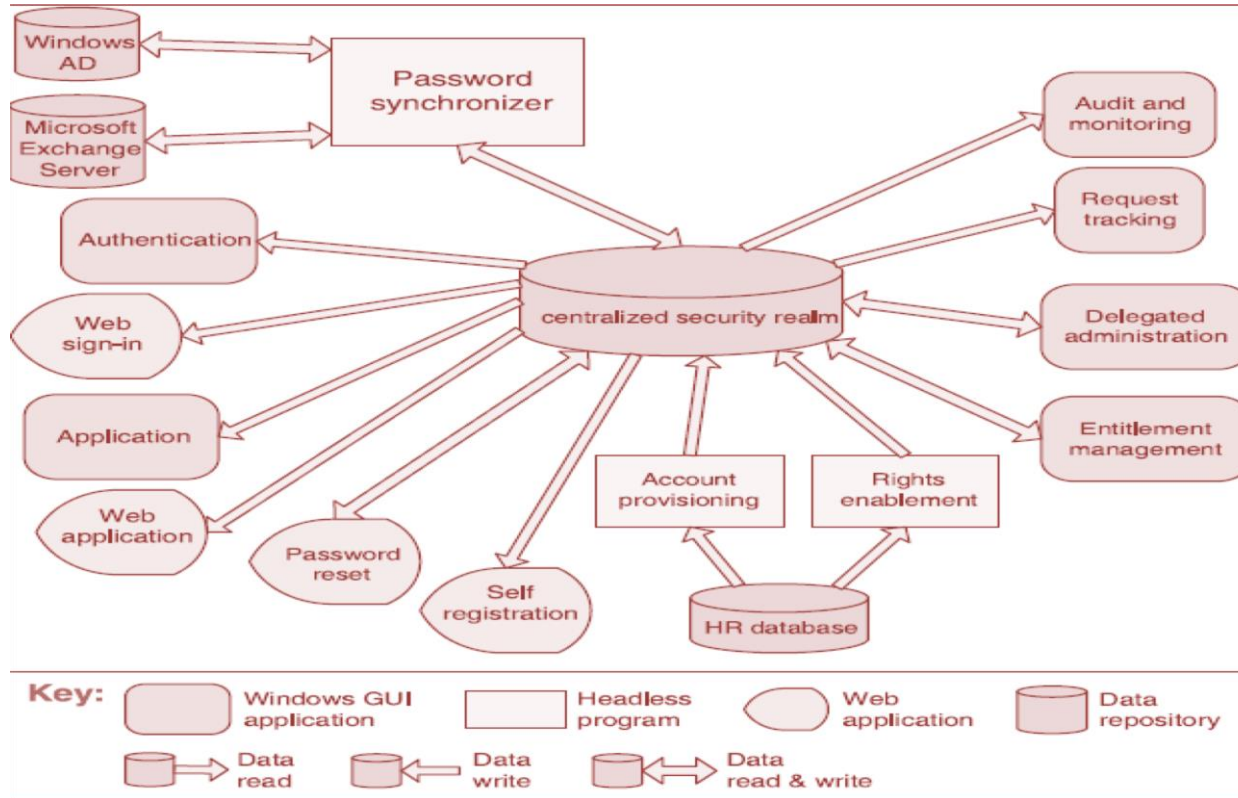 Windows
AD
Password
synchronizer
Microsoft
Exchange
Server
Audit and
monitoring
Request
tracking
Authentication
centralized security realm
Delegated
administration
Web
sign-in
Application
Entitlement
management
Account
provisioning
Rights
enablement
Web
application
Password
reset
Self
registration
HR database
Key:
Windows GUI
application
Headless
program
Web
application
Data
repository
Data
read
Data
write
Data
read & write